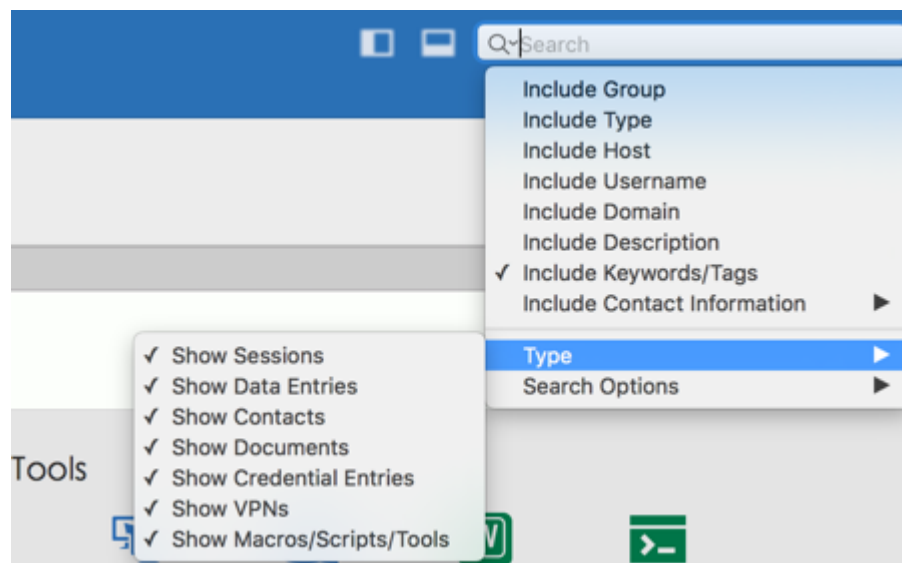 Search
Include Group
Include Type
Include Host
Include Username
Include Domain
Include Description
✓ Include Keywords/Tags
Include Contact Information ▶
Type ▶
Search Options ▶
✓ Show Sessions
✓ Show Data Entries
✓ Show Contacts
✓ Show Documents
✓ Show Credential Entries
✓ Show VPNs
✓ Show Macros/Scripts/Tools
Tools
W